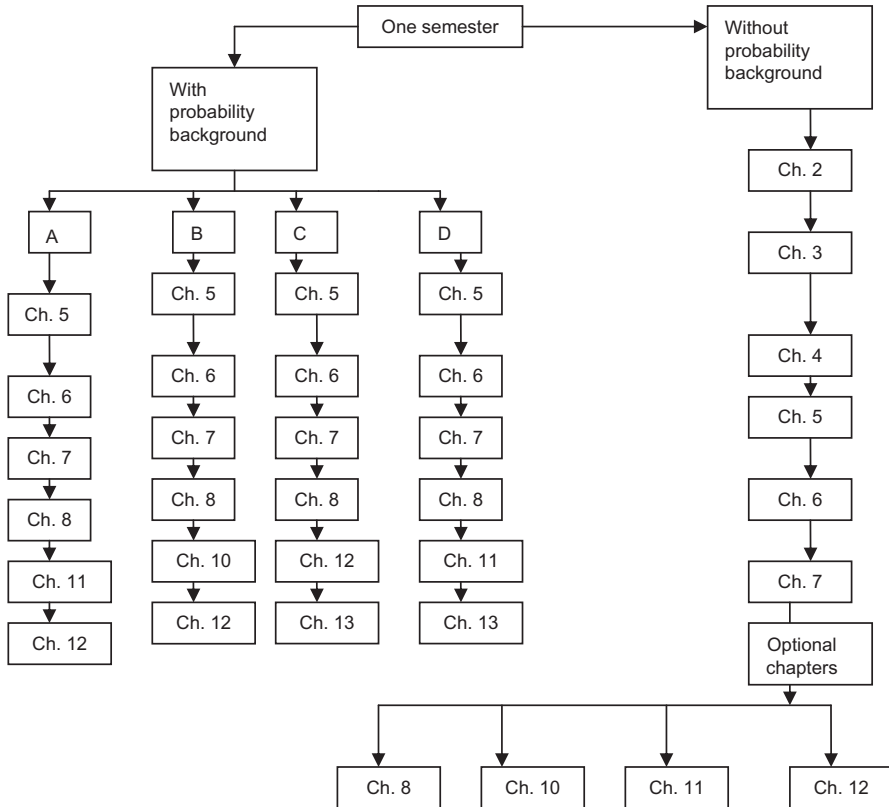 One semester
Without
probability
background
With
probability
background
Ch. 2
A
B
C
D
Ch. 3
Ch. 5
Ch. 5
Ch. 5
Ch. 5
Ch. 4
Ch. 6
Ch. 6
Ch. 6
Ch. 6
Ch. 5
Ch. 7
Ch. 7
Ch. 7
Ch. 7
Ch. 8
Ch. 8
Ch. 8
Ch. 8
Ch. 6
Ch. 11
Ch. 10
Ch. 12
Ch. 11
Ch. 7
Ch. 12
Ch. 12
Ch. 13
Ch. 13
Optional
chapters
Ch. 8
Ch. 10
Ch. 11
Ch. 12